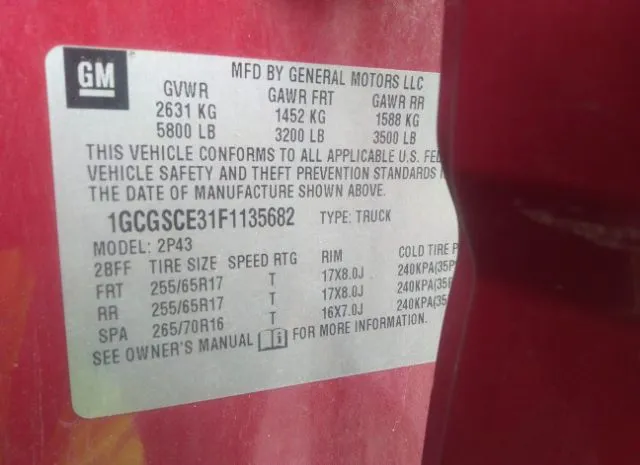 GM
MFD BY GENERAL MOTORS LLC
GVWR GAWR FRT GAWR RR
2631 KG 1452 KG 1588 KG
5800 LB 3200 LB 3500 LB
THIS VEHICLE CONFORMS TO ALL APPLICABLE U.S.
VEHICLE SAFETY AND THEFT PREVENTION STANDARDS
THE DATE OF MANUFACTURE SHOWN ABOVE.
1GCGSCE31F1135682 TYPE: TRUCK
MODEL: 2P43
2BFF TIRE SIZE SPEED RTG RIM COLD TIRE
FRT 255/65R17 T 17X8.0J 240KPA(35P
RR 255/65R17 T 17X8.0J 240KPA(35P
SPA 265/70R16 T 16X7.0J 240KPA(35
SEE OWNER'S MANUAL i FOR MORE INFORMATION.